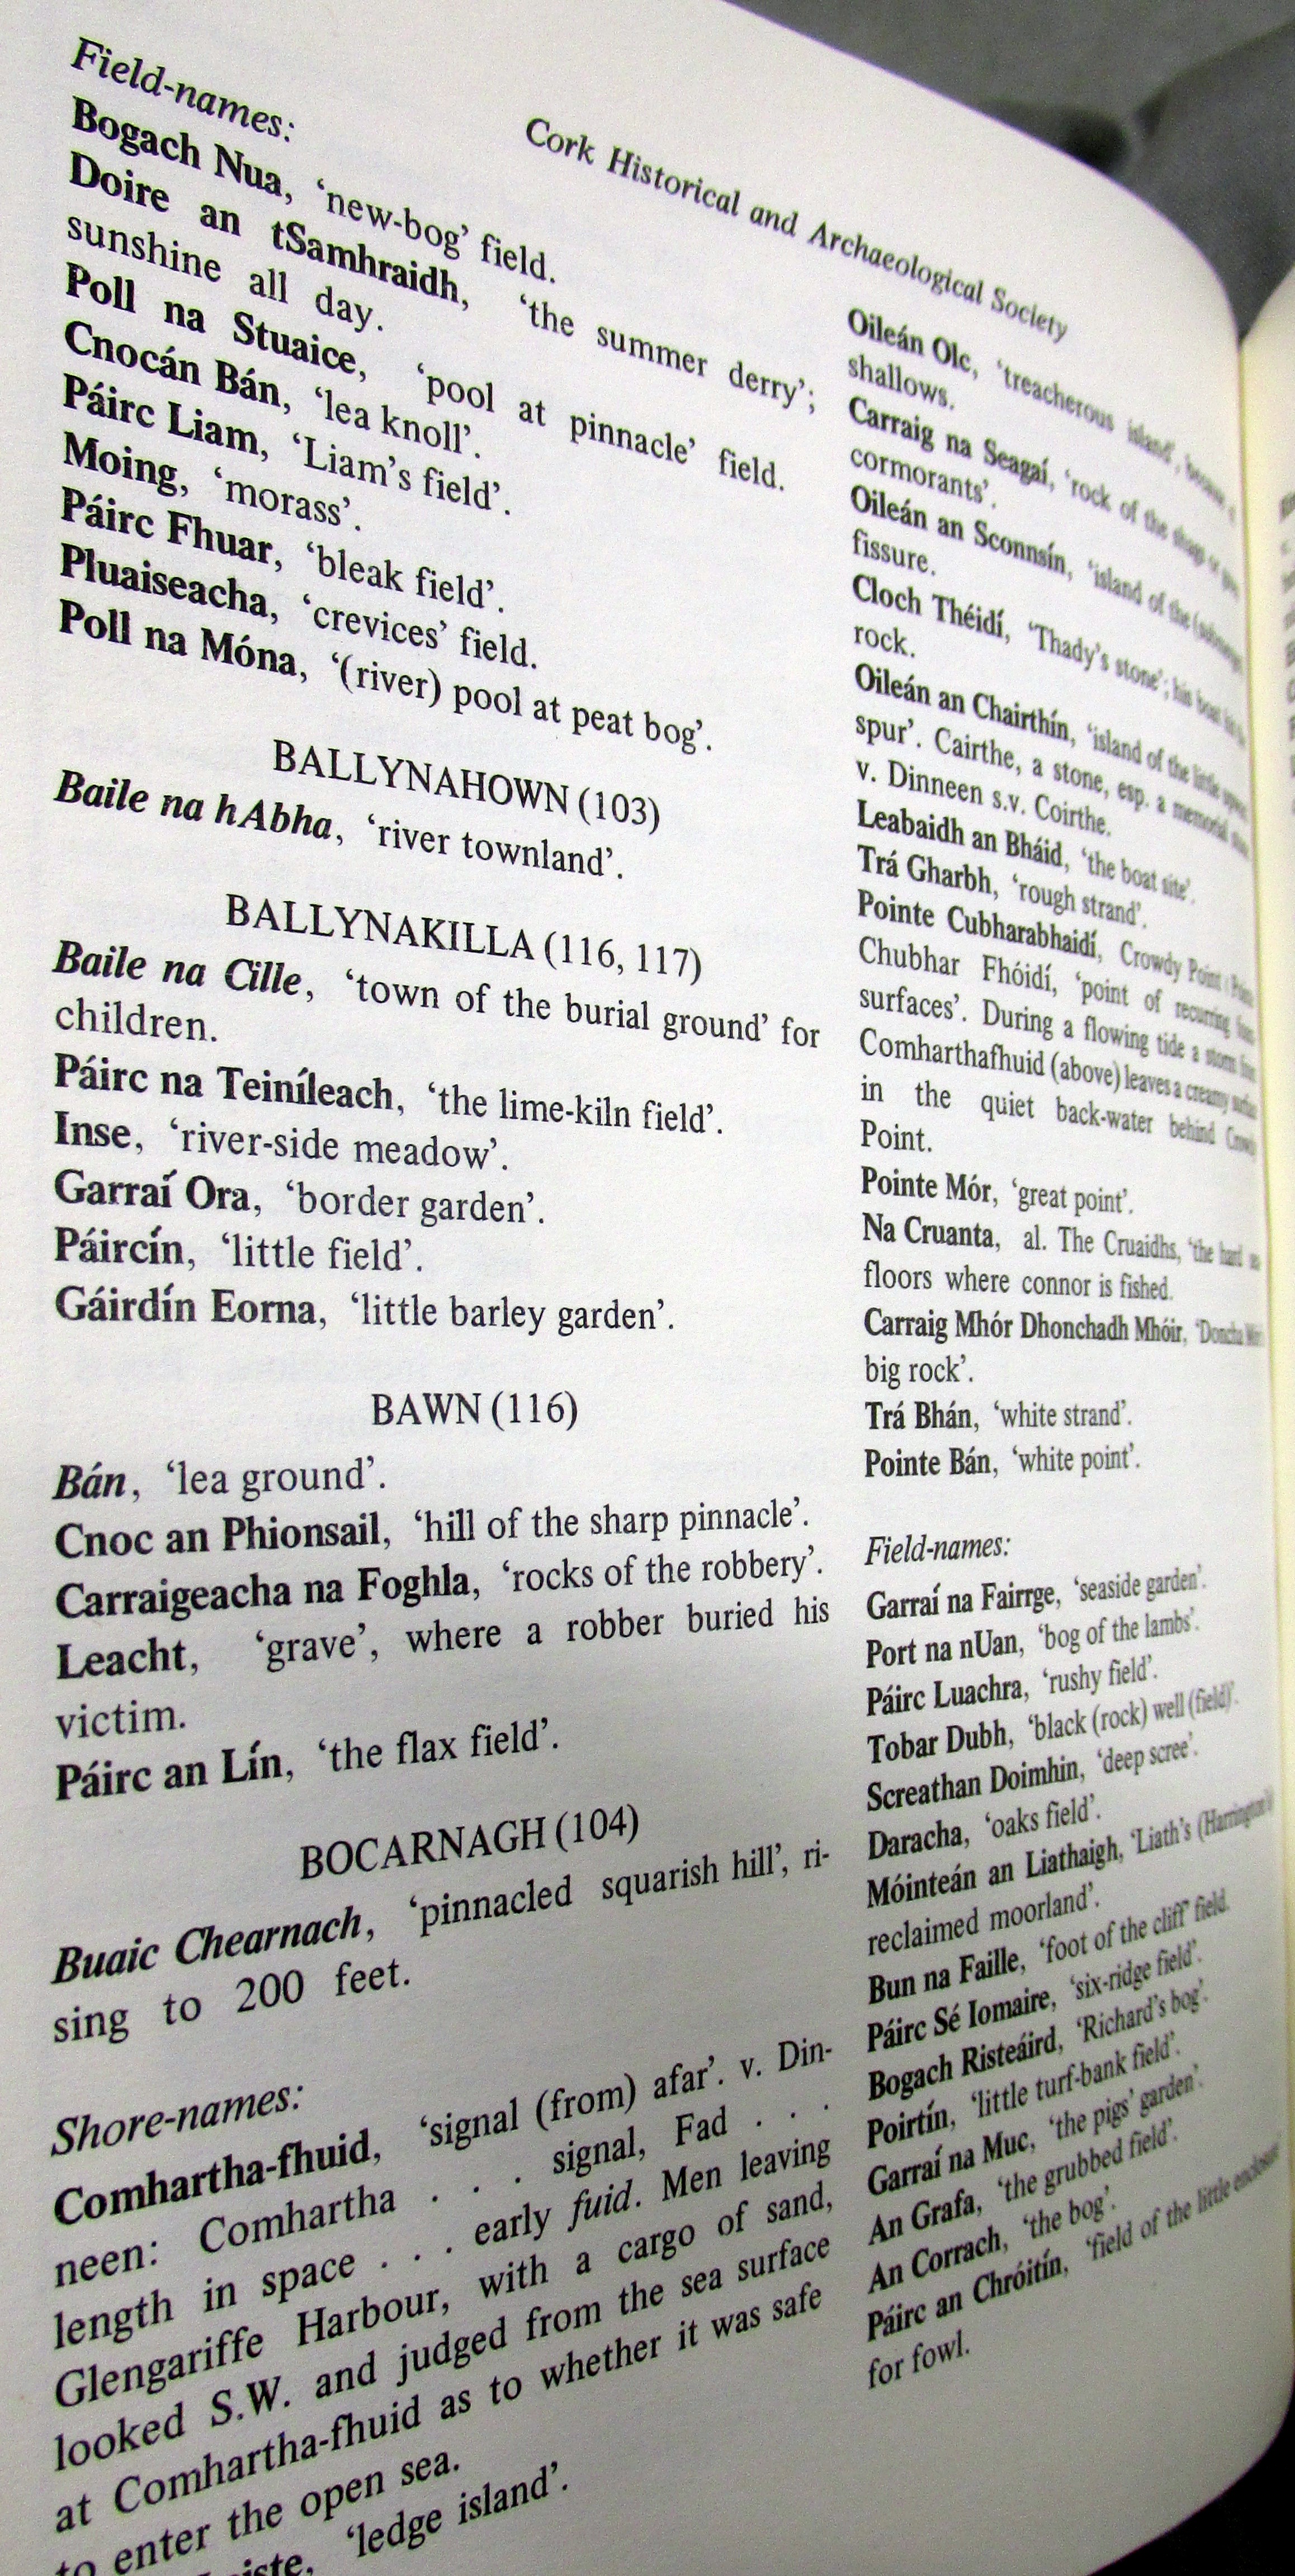 Cork Historical and Archaeological Society
Field-names:
Bogach Nua, ‘new-bog’ field.
Doire an tSamhraidh, ‘the summer derry’;
sunshine all day.
Poll na Stuaice, ‘pool at pinnacle’ field.
Cnocán Bán, ‘lea knoll’.
Páirc Liam, ‘Liam’s field’.
Moing, ‘morass’.
Páirc Fhuar, ‘bleak field’.
Pluaiseacha, ‘crevices’ field.
Poll na Móna, ‘(river) pool at peat bog’.
BALLYNAHOWN (103)
Baile na hAbha, ‘river townland’.
BALLYNAKILLA (116, 117)
Baile na Cille, ‘town of the burial ground’ for
children.
Páirc na Teiníleach, ‘the lime-kiln field’.
Inse, ‘river-side meadow’.
Garraí Ora, ‘border garden’.
Páircín, ‘little field’.
Gáirdín Eorna, ‘little barley garden’.
BAWN (116)
Bán, ‘lea ground’.
Cnoc an Phionsail, ‘hill of the sharp pinnacle’.
Carraigeacha na Foghla, ‘rocks of the robbery’.
Leacht, ‘grave’, where a robber buried his
victim.
Páirc an Lín, ‘the flax field’.
BOCARNAGH (104)
Buaic Chearnach, ‘pinnacled squarish hill’, ri-
sing to 200 feet.
Shore-names:
Comhartha-fhuid, ‘signal (from) afar’. v. Din-
neen: Comhartha . . . signal, Fad . . .
length in space . . . early fuid. Men leaving
Glengariffe Harbour, with a cargo of sand,
looked S.W. and judged from the sea surface
at Comhartha-fhuid as to whether it was safe
to enter the open sea.
‘ledge island’.
Oileán Olc, ‘treacherous island’, because of
shallows.
Carraig na Seagaí, ‘rock of the shags or
cormorants’.
Oileán an Sconnsín, ‘island of the
fissure.
Cloch Théidí, ‘Thady’s stone’; his boat
rock.
Oileán an Chairthín, ‘island of the little
spur’. Cairthe, a stone, esp. a memorial
v. Dinneen s.v. Coirthe.
Leabaidh an Bháid, ‘the boat site’.
Trá Gharbh, ‘rough strand’.
Pointe Cubharabhaidí, Crowdy Point
Chubhar Fhóidí, ‘point of recurring
surfaces’. During a flowing tide a storm
Comharthafhuid (above) leaves a creamy
in the quiet back-water behind
Point.
Pointe Mór, ‘great point’.
Na Cruanta, al. The Cruaidhs, ‘the hard
floors where connor is fished.
Carraig Mhór Dhonchadh Mhóir,
big rock’.
Trá Bhán, ‘white strand’.
Pointe Bán, ‘white point’.
Field-names:
Garraí na Fairrge, ‘seaside garden’.
Port na nUan, ‘bog of the lambs’.
Páirc Luachra, ‘rushy field’.
Tobar Dubh, ‘black (rock) well (field)’.
Screathan Doimhin, ‘deep scree’.
Daracha, ‘oaks field’.
Móinteán an Liathaigh, ‘Liath’s (Harrington’s)
reclaimed moorland’.
Bun na Faille, ‘foot of the cliff’ field.
Páirc Sé Iomaire, ‘six-ridge field’.
Bogach Risteáird, ‘Richard’s bog’.
Poirtín, ‘little turf-bank field’.
Garraí na Muc, ‘the pigs’ garden’.
An Grafa, ‘the grubbed field’.
An Corrach, ‘the bog’.
Páirc an Chróitín, ‘field of the little enclosure’
for fowl.